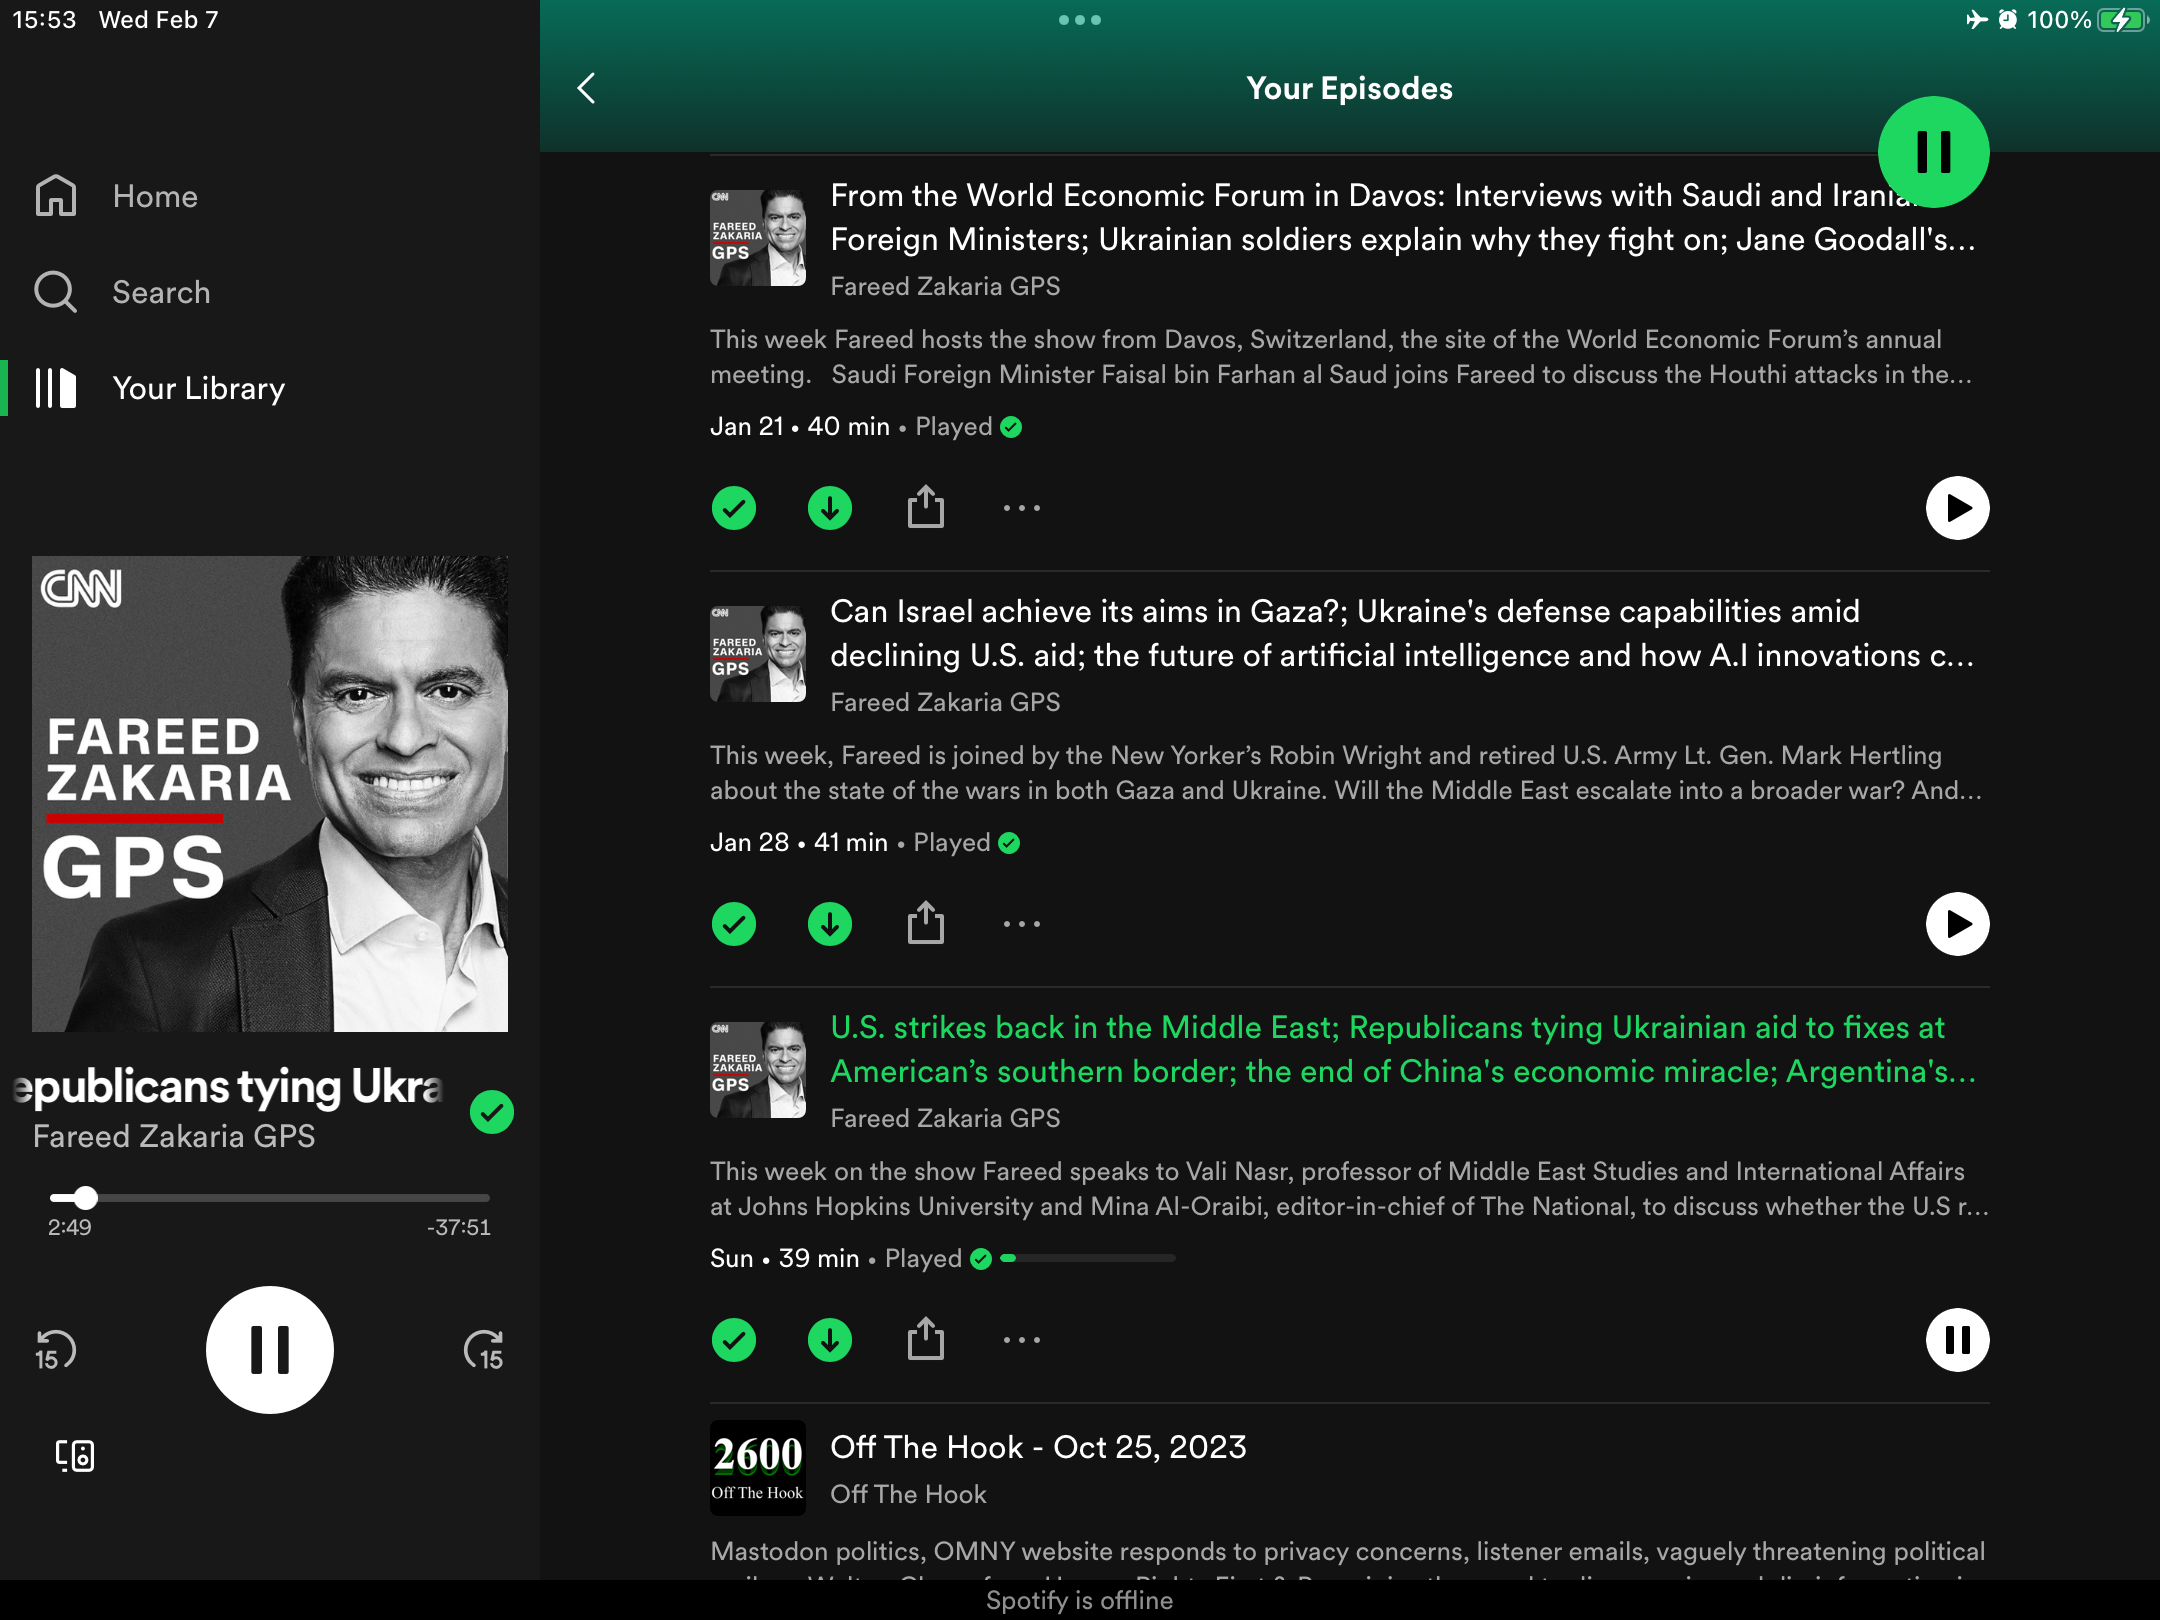 15:53 Wed Feb 7
100%
Home
Search
Your Library
CNN
FAREED
ZAKARIA
GPS
epublicans tying Ukra
Fareed Zakaria GPS
2:49
-37:51
15
15
Your Episodes
CNN
FAREED
ZAKARIA
GPS
From the World Economic Forum in Davos: Interviews with Saudi and Irania
Foreign Ministers; Ukrainian soldiers explain why they fight on; Jane Goodall's...
Fareed Zakaria GPS
This week Fareed hosts the show from Davos, Switzerland, the site of the World Economic Forum’s annual
meeting. Saudi Foreign Minister Faisal bin Farhan al Saud joins Fareed to discuss the Houthi attacks in the...
Jan 21 • 40 min • Played
CNN
FAREED
ZAKARIA
GPS
Can Israel achieve its aims in Gaza?; Ukraine's defense capabilities amid
declining U.S. aid; the future of artificial intelligence and how A.I innovations c...
Fareed Zakaria GPS
This week, Fareed is joined by the New Yorker’s Robin Wright and retired U.S. Army Lt. Gen. Mark Hertling
about the state of the wars in both Gaza and Ukraine. Will the Middle East escalate into a broader war? And...
Jan 28 • 41 min • Played
CNN
FAREED
ZAKARIA
GPS
U.S. strikes back in the Middle East; Republicans tying Ukrainian aid to fixes at
American’s southern border; the end of China's economic miracle; Argentina's...
Fareed Zakaria GPS
This week on the show Fareed speaks to Vali Nasr, professor of Middle East Studies and International Affairs
at Johns Hopkins University and Mina Al-Oraibi, editor-in-chief of The National, to discuss whether the U.S r...
Sun • 39 min • Played
2600
Off The Hook
Off The Hook - Oct 25, 2023
Off The Hook
Mastodon politics, OMNY website responds to privacy concerns, listener emails, vaguely threatening political
Spotify is offline